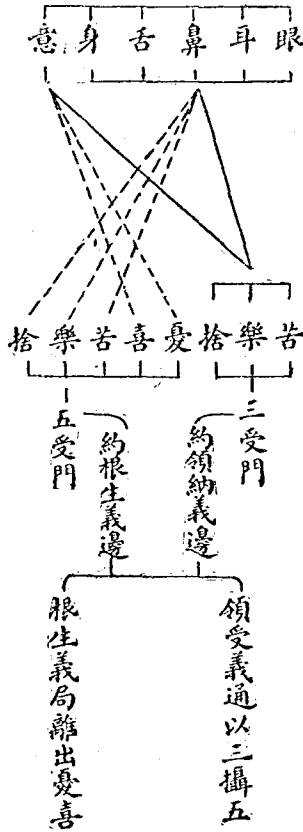 眼耳鼻舌身意
苦樂捨
憂喜苦樂捨
三受門
五受門
約領納義邊
約根生義邊
領受義通以三攝五
根生義局離出憂喜